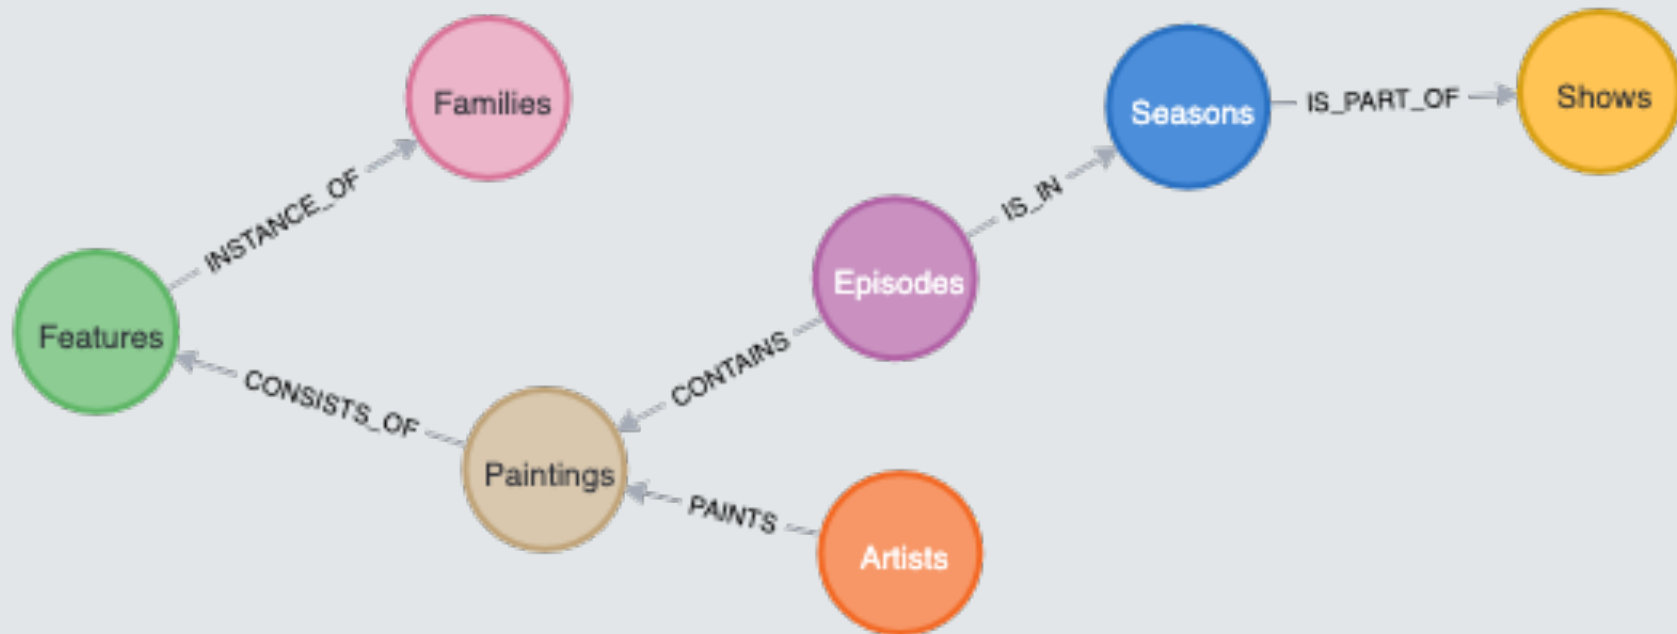 Families
Seasons
IS_PART_OF
Shows
INSTANCE_OF
IS_IN
Episodes
Features
CONTAINS
CONSISTS_OF
Paintings
PAINTS
Artists